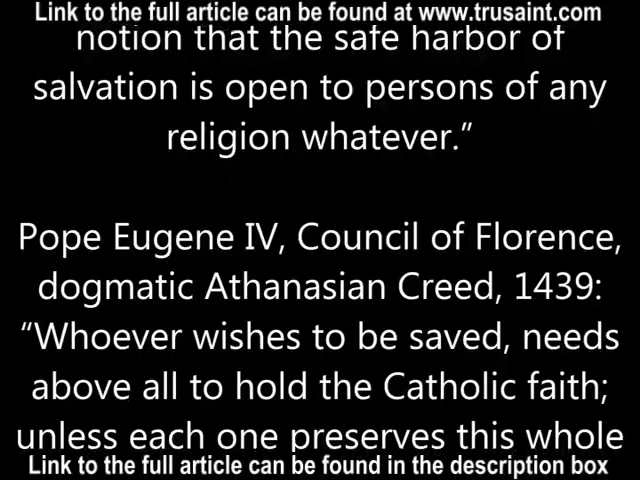 Link to the full article can be found at www.trusaint.com
notion that the safe harbor of
salvation is open to persons of any
religion whatever.”
Pope Eugene IV, Council of Florence,
dogmatic Athanasian Creed, 1439:
“Whoever wishes to be saved, needs
above all to hold the Catholic faith;
unless each one preserves this whole
Link to the full article can be found in the description box